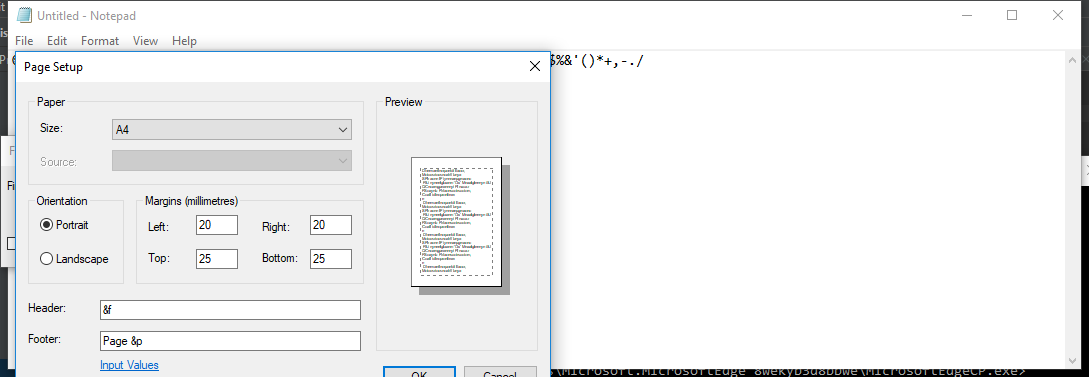 Untitled - Notepad
File Edit Format View Help
$%&'()*+,-./
Page Setup
Paper
Size: A4
Source:
Orientation
Portrait
Landscape
Margins (millimetres)
Left: 20 Right: 20
Top: 25 Bottom: 25
Preview
Header: &f
Footer: Page &p
Input Values
OK Cancel
\Microsoft.MicrosoftEdge_8wekyb3d8bbwe\MicrosoftEdgeCP.exe>